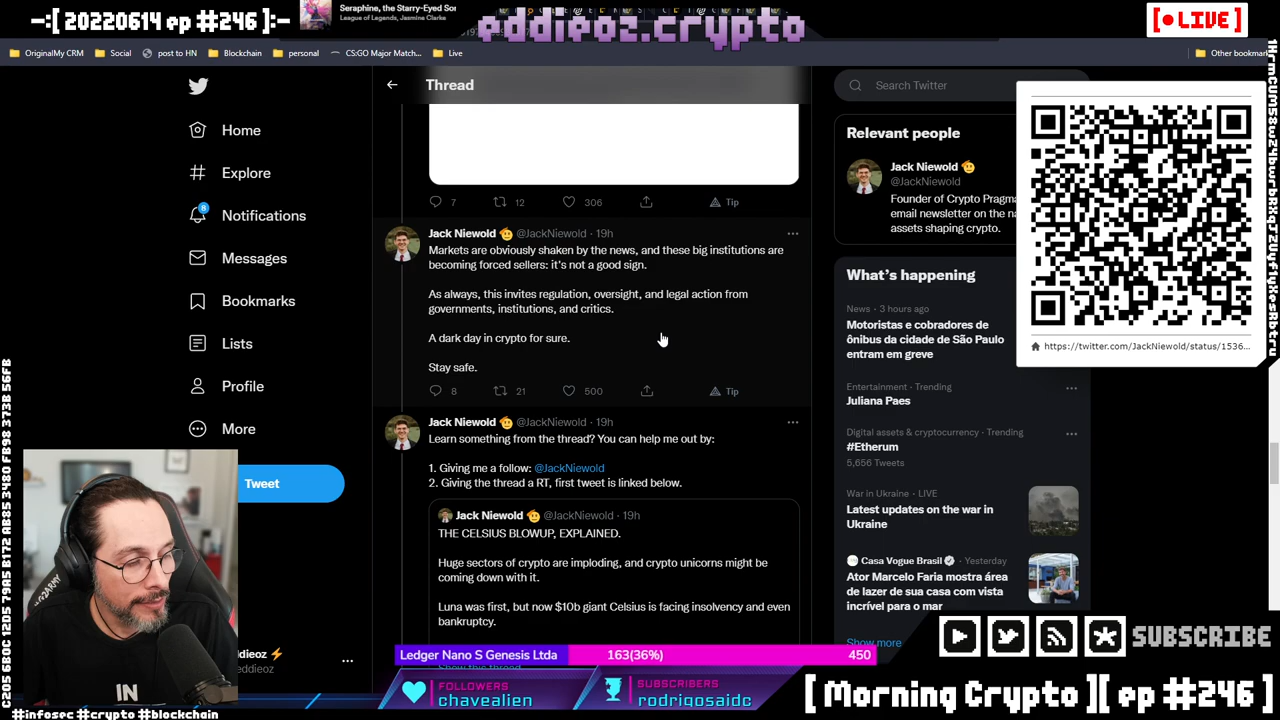 -:[ 20220614 ep #246 ]:-
Seraphine, the Starry-Eyed So
League of Legends, Jasmine Clarke
eddieoz.crypto
[● LIVE]
OriginalMy CRM
Social
post to HN
Blockchain
personal
CS:GO Major Match...
Live
Other bookmar
Home
Explore
8
Notifications
Messages
Bookmarks
Lists
Profile
More
Tweet
ddieoz ⚡
eddieoz
Thread
7
12
306
Tip
Jack Niewold @JackNiewold · 19h
Markets are obviously shaken by the news, and these big institutions are
becoming forced sellers: it's not a good sign.
As always, this invites regulation, oversight, and legal action from
governments, institutions, and critics.
A dark day in crypto for sure.
Stay safe.
8
21
500
Tip
Jack Niewold @JackNiewold · 19h
Learn something from the thread? You can help me out by:
1. Giving me a follow: @JackNiewold
2. Giving the thread a RT, first tweet is linked below.
Jack Niewold @JackNiewold · 19h
THE CELSIUS BLOWUP, EXPLAINED.
Huge sectors of crypto are imploding, and crypto unicorns might be
coming down with it.
Luna was first, but now $10b giant Celsius is facing insolvency and even
bankruptcy.
Search Twitter
Relevant people
Jack Niewold
@JackNiewold
Founder of Crypto Pragm
email newsletter on the na
assets shaping crypto.
https://twitter.com/JackNiewold/status/1536...
What's happening
News · 3 hours ago
Motoristas e cobradores de
ônibus da cidade de São Paulo
entram em greve
Entertainment · Trending
Juliana Paes
Digital assets & cryptocurrency · Trending
#Etherum
5,656 Tweets
War in Ukraine · LIVE
Latest updates on the war in
Ukraine
Casa Vogue Brasil · Yesterday
Ator Marcelo Faria mostra área
de lazer de sua casa com vista
incrível para o mar
Show more
Ledger Nano S Genesis Ltda
163(36%)
450
FOLLOWERS
chavealien
SUBSCRIBERS
rodrigosaidc
SUBSCRIBE
[ Morning Crypto ][ ep #246 ]
IN
#infosec #crypto #blockchain